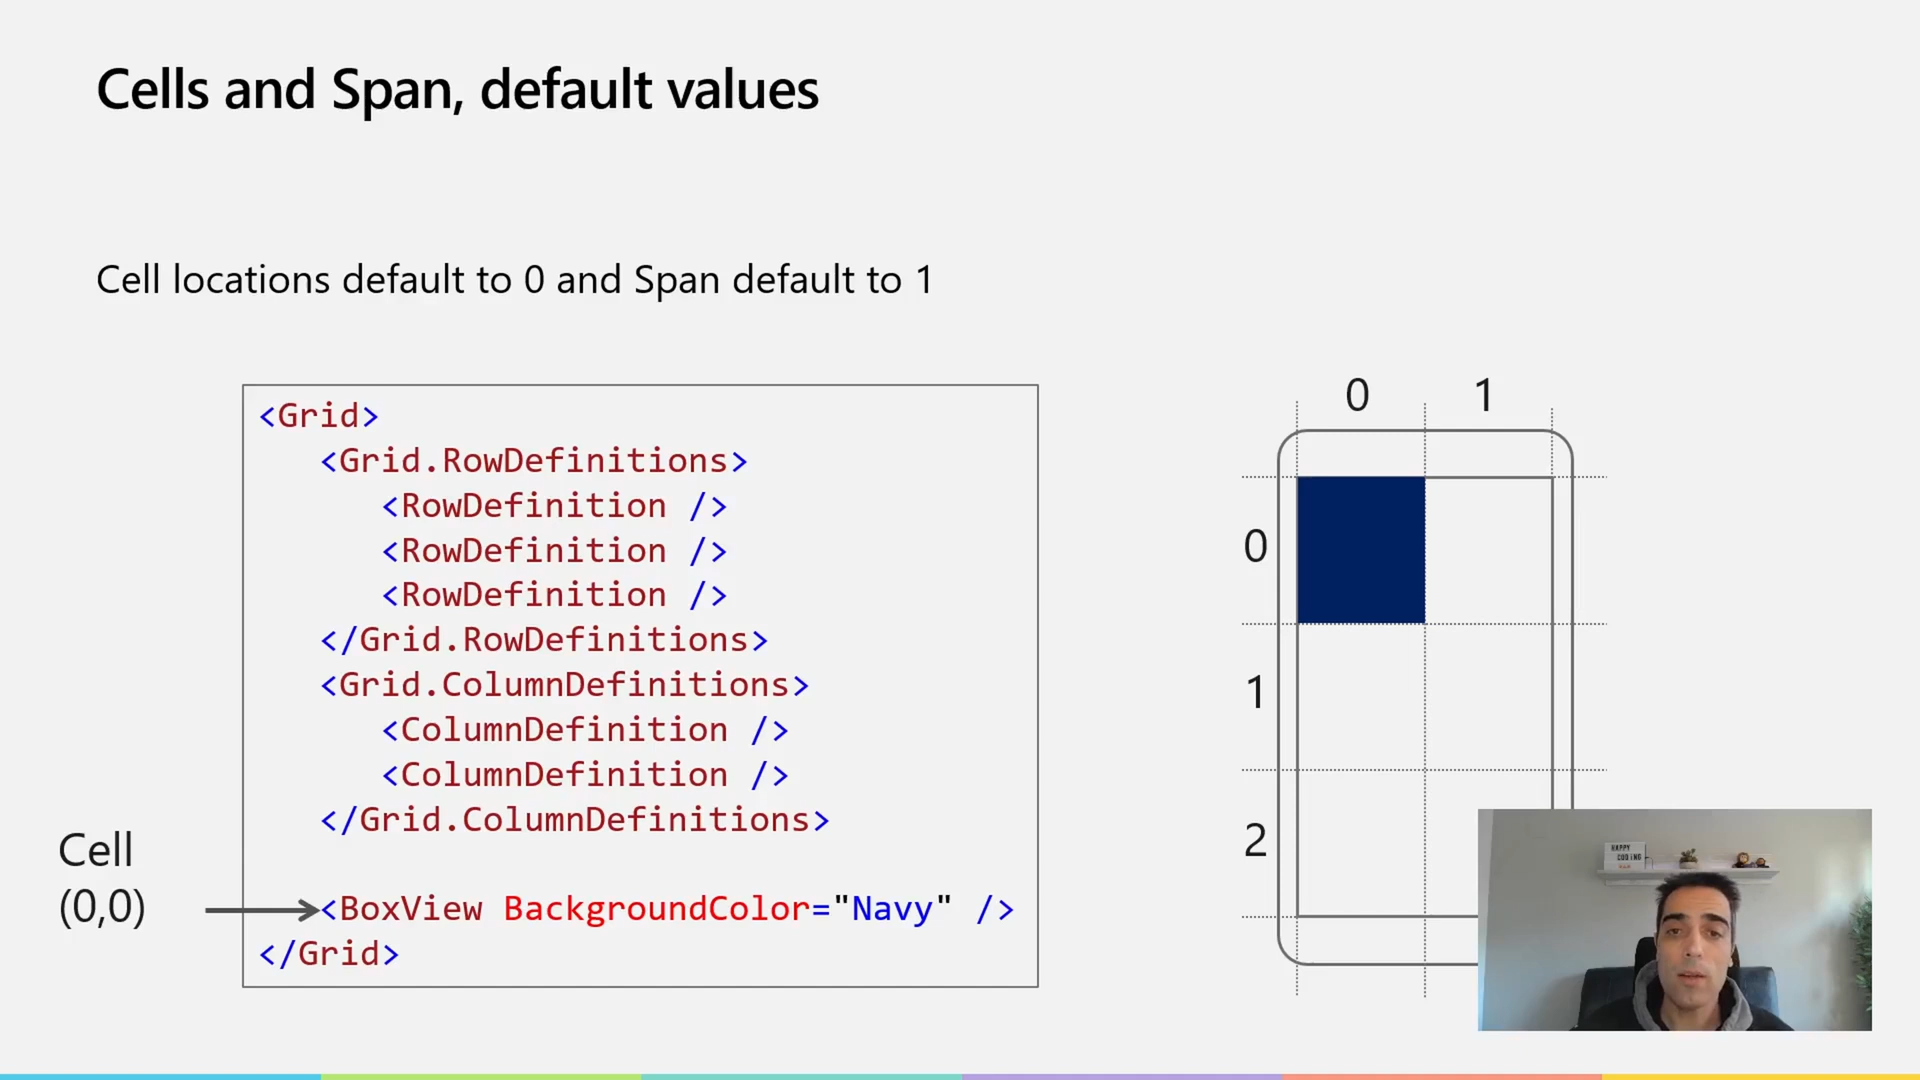 Cells and Span, default values
Cell locations default to 0 and Span default to 1
<Grid>
<Grid.RowDefinitions>
<RowDefinition />
<RowDefinition />
<RowDefinition />
</Grid.RowDefinitions>
<Grid.ColumnDefinitions>
<ColumnDefinition />
<ColumnDefinition />
</Grid.ColumnDefinitions>
<BoxView BackgroundColor="Navy" />
</Grid>
Cell
(0,0)
0 1
0
1
2
HAPPY
CODING